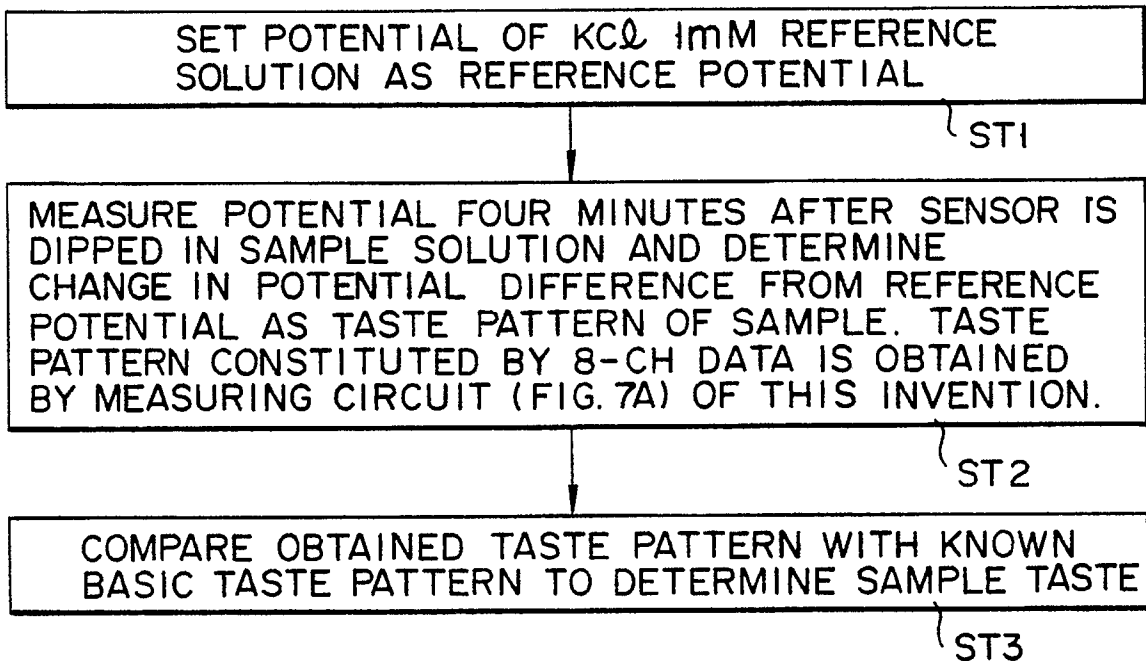 SET POTENTIAL OF KCℓ 1mM REFERENCE
SOLUTION AS REFERENCE POTENTIAL
ST1
MEASURE POTENTIAL FOUR MINUTES AFTER SENSOR IS
DIPPED IN SAMPLE SOLUTION AND DETERMINE
CHANGE IN POTENTIAL DIFFERENCE FROM REFERENCE
POTENTIAL AS TASTE PATTERN OF SAMPLE. TASTE
PATTERN CONSTITUTED BY 8-CH DATA IS OBTAINED
BY MEASURING CIRCUIT (FIG. 7A) OF THIS INVENTION.
ST2
COMPARE OBTAINED TASTE PATTERN WITH KNOWN
BASIC TASTE PATTERN TO DETERMINE SAMPLE TASTE
ST3